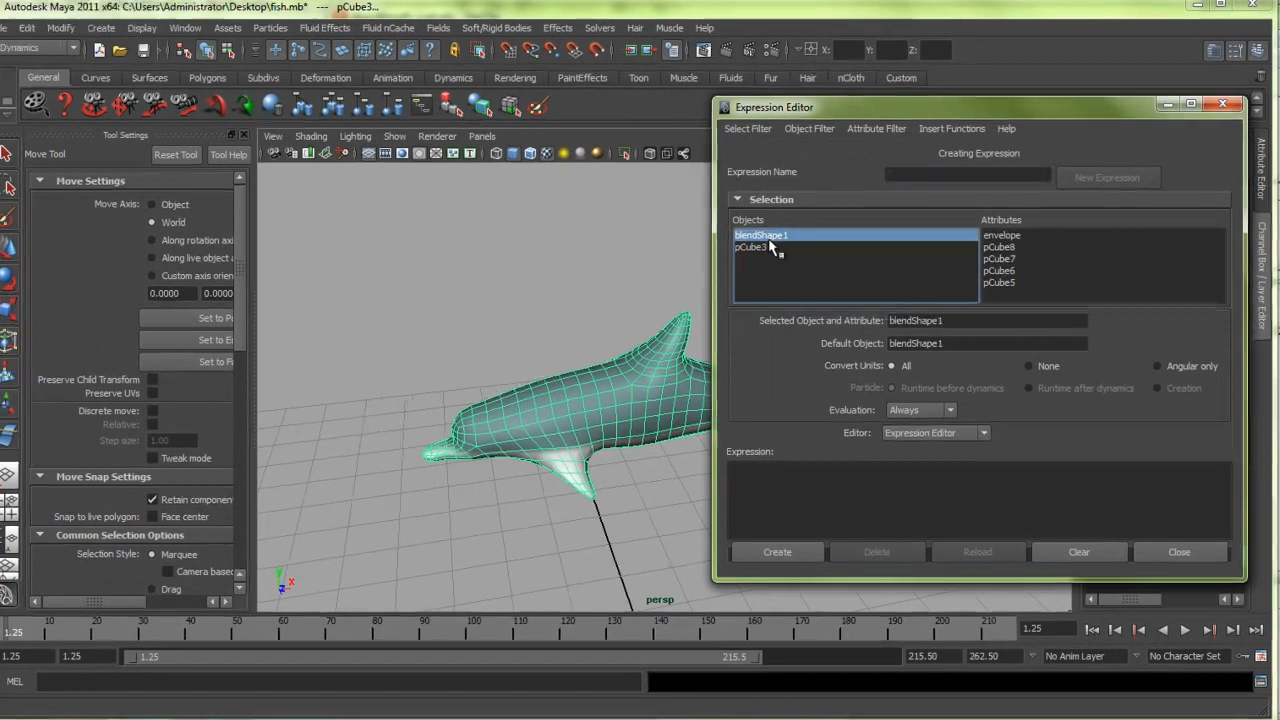 Autodesk Maya 2011 x64: C:\Users\Administrator\Desktop\fish.mb* --- pCube3...
Edit Modify Create Display Window Assets Particles Fluid Effects Fluid nCache Fields Soft/Rigid Bodies Effects Solvers Hair Muscle Help
Dynamics X: Y: Z:
General Curves Surfaces Polygons Subdivs Deformation Animation Dynamics Rendering PaintEffects Toon Muscle Fluids Fur Hair nCloth Custom
Tool Settings
Move Tool Reset Tool Tool Help
Move Settings
Move Axis: Object
World
Along rotation axi
Along live object a
Custom axis orien
0.0000 0.0000
Set to P
Set to E
Set to F
Preserve Child Transform
Preserve UVs
Discrete move:
Relative:
Step size: 1.00
Tweak mode
Move Snap Settings
Retain componen
Snap to live polygon: Face center
Common Selection Options
Selection Style: Marquee
Camera based
Drag
View Shading Lighting Show Renderer Panels
y
x
z
persp
Expression Editor
Select Filter Object Filter Attribute Filter Insert Functions Help
Creating Expression
Expression Name New Expression
Selection
Objects Attributes
blendShape1 envelope
pCube3 pCube8
pCube7
pCube6
pCube5
Selected Object and Attribute: blendShape1
Default Object: blendShape1
Convert Units: All None Angular only
Particle: Runtime before dynamics Runtime after dynamics Creation
Evaluation: Always
Editor: Expression Editor
Expression:
Create Delete Reload Clear Close
Attribute Editor
Channel Box / Layer Editor
1.25 10 20 30 40 50 60 70 80 90 100 110 120 130 140 150 160 170 180 190 200 210 1.25
1.25 1.25 1.25 215.5 215.50 262.50 No Anim Layer No Character Set
MEL